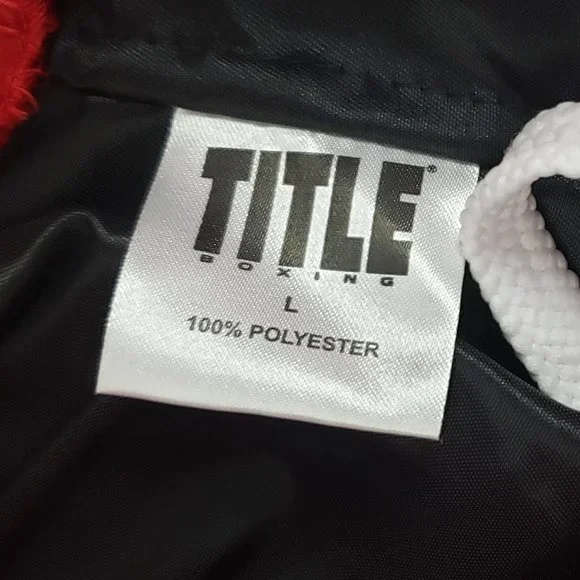 TITLE®
BOXING
L
100% POLYESTER